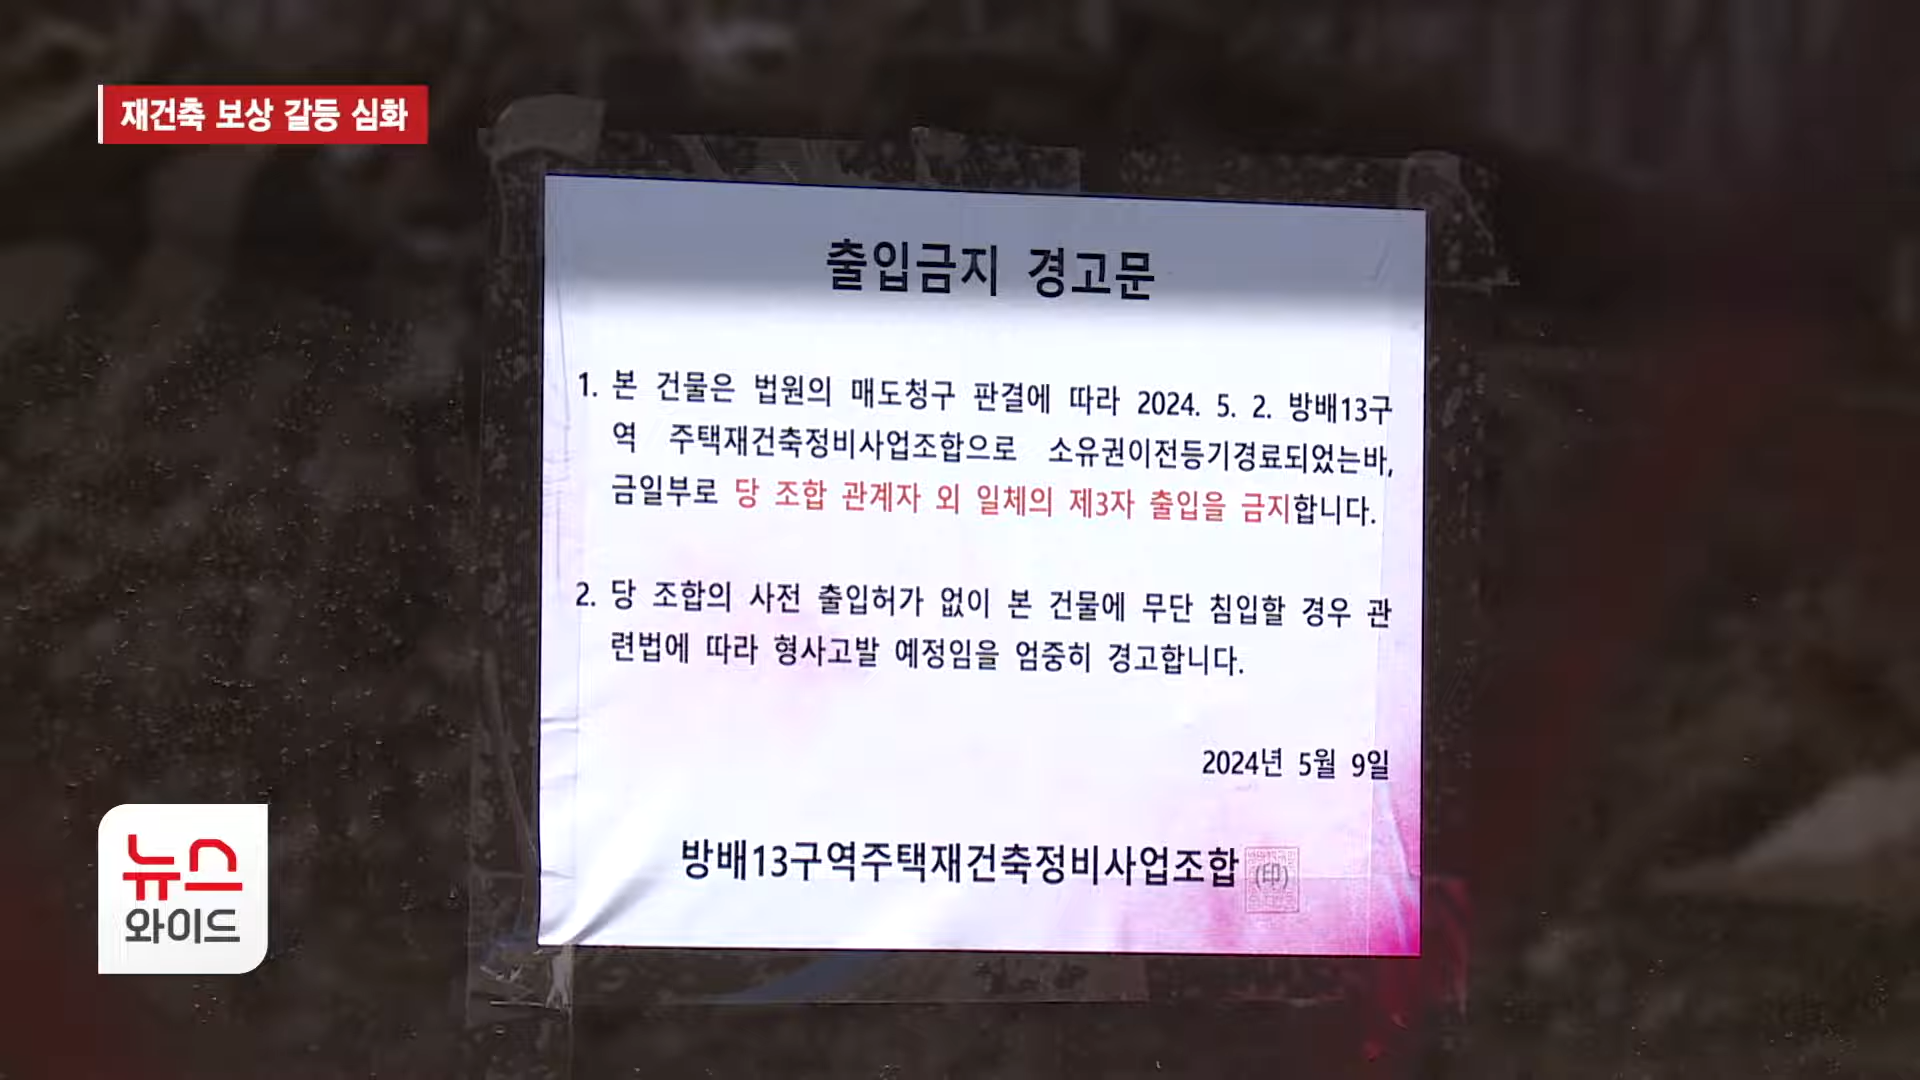 재건축 보상 갈등 심화
출입금지 경고문
1. 본 건물은 법원의 매도청구 판결에 따라 2024. 5. 2. 방배13구
역 주택재건축정비사업조합으로 소유권이전등기경료되었는바,
금일부로 당 조합 관계자 외 일체의 제3자 출입을 금지합니다.
2. 당 조합의 사전 출입허가 없이 본 건물에 무단 침입할 경우 관
련법에 따라 형사고발 예정임을 엄중히 경고합니다.
2024년 5월 9일
방배13구역주택재건축정비사업조합 (印)
뉴스
와이드